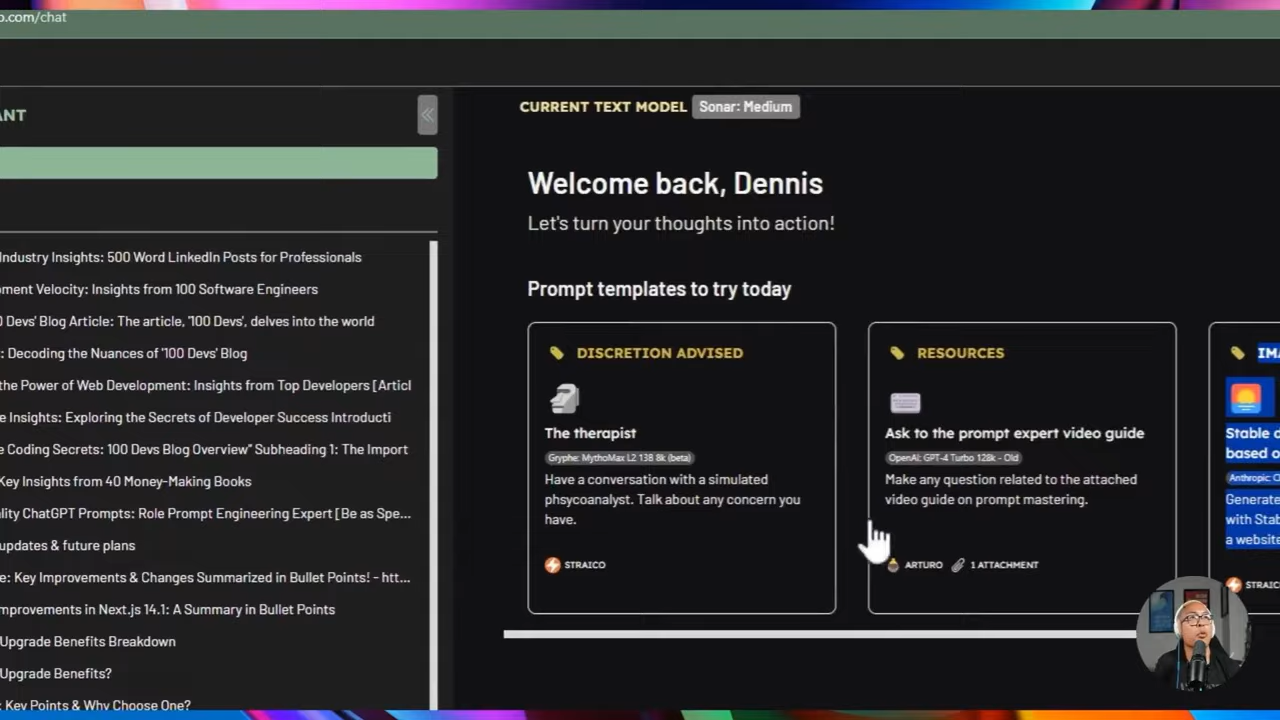 o.com/chat
ANT
Industry Insights: 500 Word LinkedIn Posts for Professionals
ment Velocity: Insights from 100 Software Engineers
0 Devs' Blog Article: The article, '100 Devs', delves into the world
: Decoding the Nuances of '100 Devs' Blog
the Power of Web Development: Insights from Top Developers [Articl
e Insights: Exploring the Secrets of Developer Success Introducti
e Coding Secrets: 100 Devs Blog Overview" Subheading 1: The Import
Key Insights from 40 Money-Making Books
lity ChatGPT Prompts: Role Prompt Engineering Expert [Be as Spe...
updates & future plans
e: Key Improvements & Changes Summarized in Bullet Points! - htt...
mprovements in Next.js 14.1: A Summary in Bullet Points
Upgrade Benefits Breakdown
Upgrade Benefits?
: Key Points & Why Choose One?
CURRENT TEXT MODEL Sonar: Medium
Welcome back, Dennis
Let's turn your thoughts into action!
Prompt templates to try today
DISCRETION ADVISED
The therapist
Gryphe: MythoMax L2 13B 8k (beta)
Have a conversation with a simulated
phsycoanalyst. Talk about any concern you
have.
STRAICO
RESOURCES
Ask to the prompt expert video guide
OpenAI: GPT-4 Turbo 128k - Old
Make any question related to the attached
video guide on prompt mastering.
ARTURO 1 ATTACHMENT
IMA
Stable d
based o
Anthropic: C
Generate
with Stab
a website
STRAIC